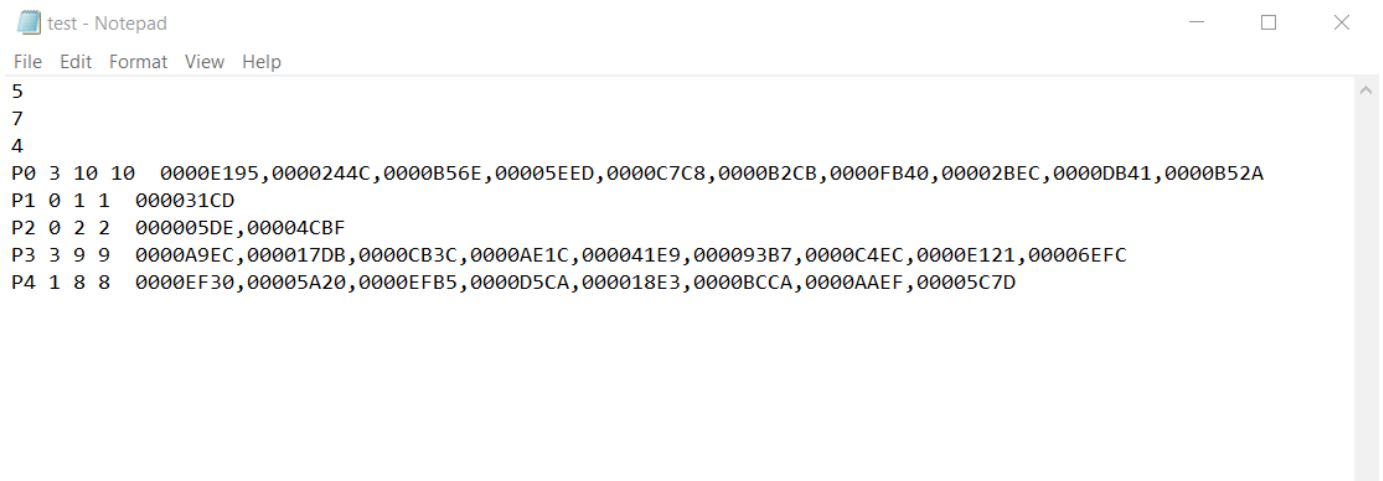 test - Notepad
File Edit Format View Help
5
7
4
P0 3 10 10  0000E195,0000244C,0000B56E,00005EED,0000C7C8,0000B2CB,0000FB40,00002BEC,0000DB41,0000B52A
P1 0 1 1  000031CD
P2 0 2 2  000005DE,00004CBF
P3 3 9 9  0000A9EC,000017DB,0000CB3C,0000AE1C,000041E9,000093B7,0000C4EC,0000E121,00006EFC
P4 1 8 8  0000EF30,00005A20,0000EFB5,0000D5CA,000018E3,0000BCCA,0000AAEF,00005C7D